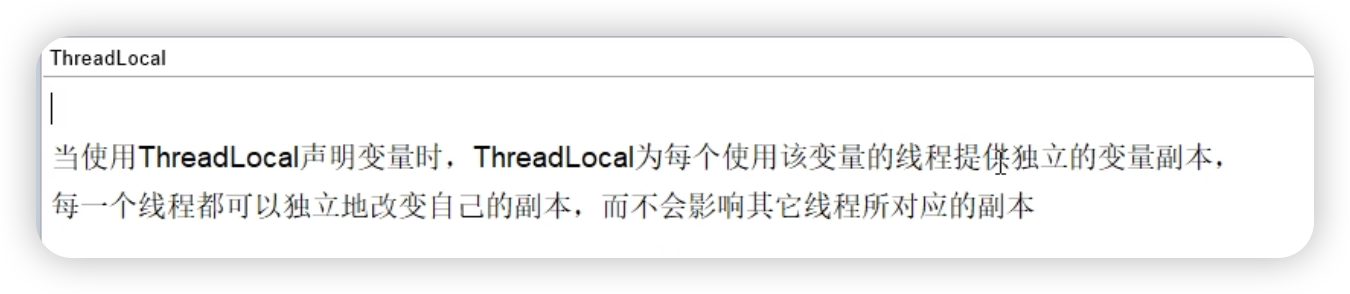 ThreadLocal
当使用ThreadLocal声明变量时，ThreadLocal为每个使用该变量的线程提供独立的变量副本，
每一个线程都可以独立地改变自己的副本，而不会影响其它线程所对应的副本